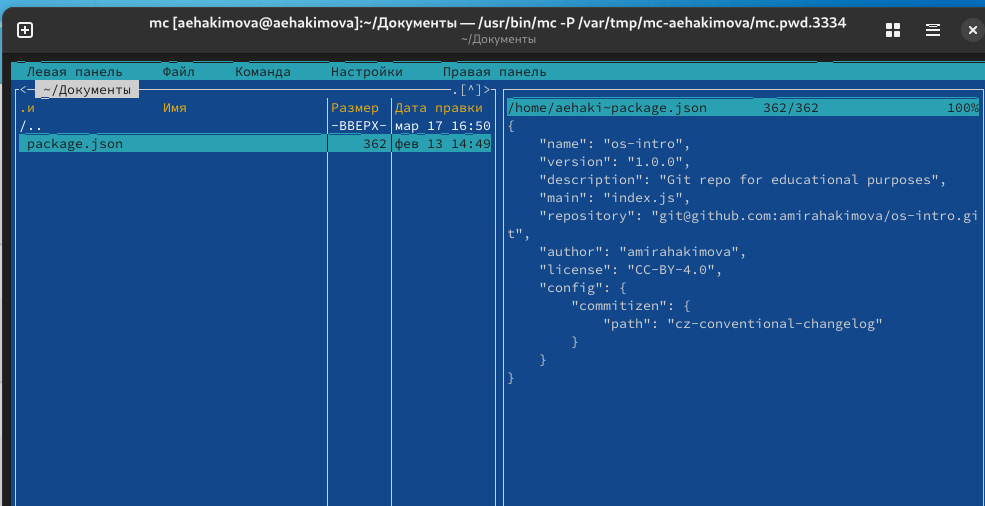 mc [aehakimova@aehakimova]:~/Документы — /usr/bin/mc -P /var/tmp/mc-aehakimova/mc.pwd.3334
~/Документы
Левая панель Файл Команда Настройки Правая панель
<— ~/Документы .[^]>
.и Имя Размер Дата правки
/.. -ВВЕРХ- мар 17 16:50
package.json 362 фев 13 14:49
/home/aehaki~package.json 362/362 100%
{
    "name": "os-intro",
    "version": "1.0.0",
    "description": "Git repo for educational purposes",
    "main": "index.js",
    "repository": "git@github.com:amirahakimova/os-intro.gi
t",
    "author": "amirahakimova",
    "license": "CC-BY-4.0",
    "config": {
        "commitizen": {
            "path": "cz-conventional-changelog"
        }
    }
}